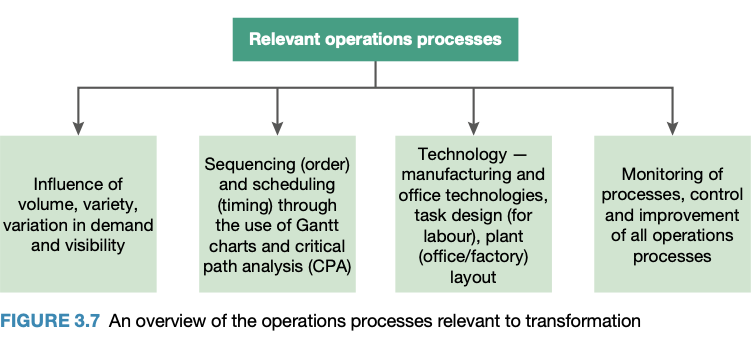 Relevant operations processes
Influence of
volume, variety,
variation in demand
and visibility
Sequencing (order)
and scheduling
(timing) through
the use of Gantt
charts and critical
path analysis (CPA)
Technology —
manufacturing and
office technologies,
task design (for
labour), plant
(office/factory)
layout
Monitoring of
processes, control
and improvement
of all operations
processes
FIGURE 3.7 An overview of the operations processes relevant to transformation